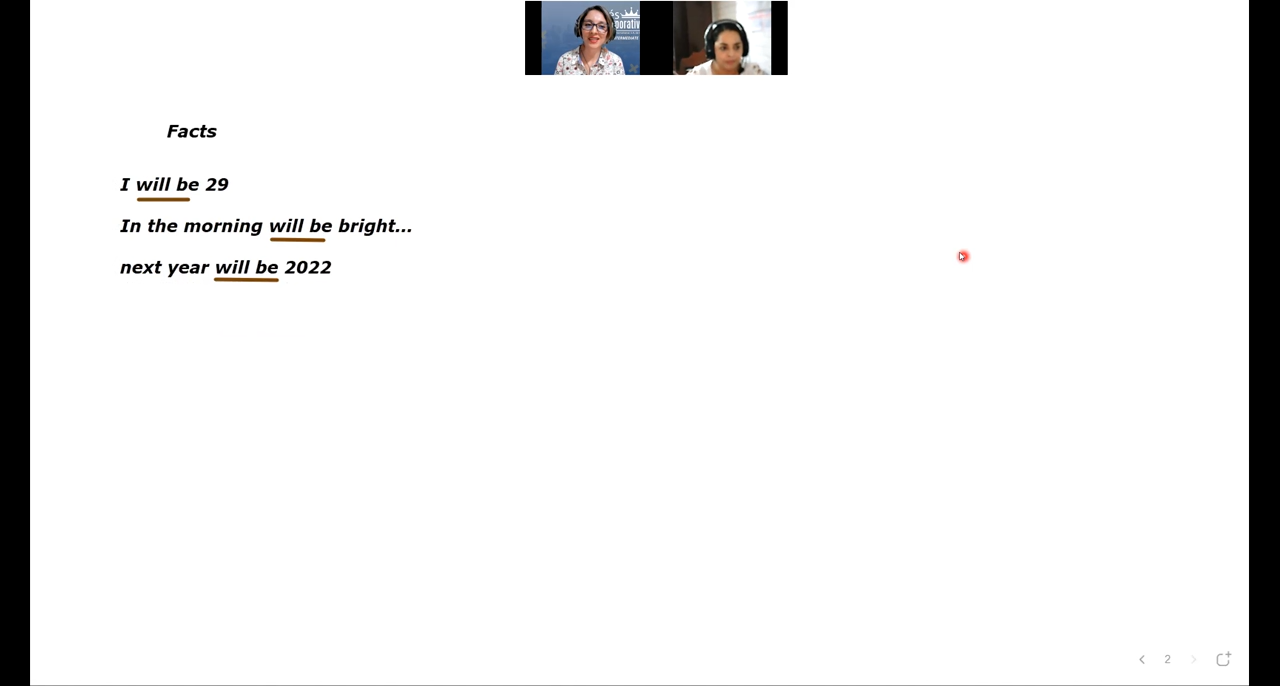 Facts
I will be 29
In the morning will be bright...
next year will be 2022
2